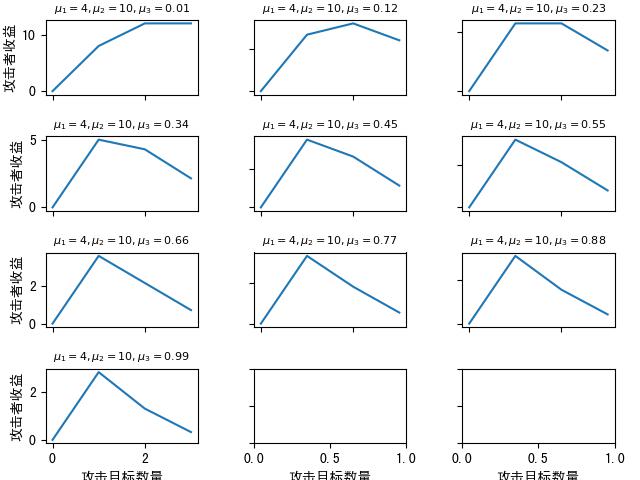 μ₁ = 4, μ₂ = 10, μ₃ = 0.01
μ₁ = 4, μ₂ = 10, μ₃ = 0.12
μ₁ = 4, μ₂ = 10, μ₃ = 0.23
攻击者收益
10
0
μ₁ = 4, μ₂ = 10, μ₃ = 0.34
μ₁ = 4, μ₂ = 10, μ₃ = 0.45
μ₁ = 4, μ₂ = 10, μ₃ = 0.55
攻击者收益
5
0
μ₁ = 4, μ₂ = 10, μ₃ = 0.66
μ₁ = 4, μ₂ = 10, μ₃ = 0.77
μ₁ = 4, μ₂ = 10, μ₃ = 0.88
攻击者收益
2
0
μ₁ = 4, μ₂ = 10, μ₃ = 0.99
攻击者收益
2
0
0 2
0.0 0.5 1.0
0.0 0.5 1.0
攻击目标数量
攻击目标数量
攻击目标数量